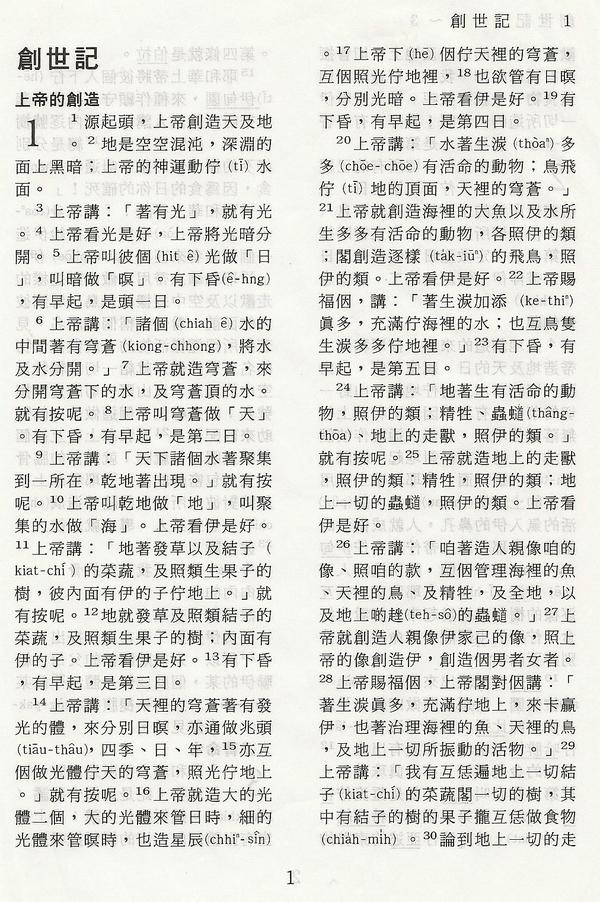 創世記 1
創世記
上帝的創造
1 ¹ 源起頭，上帝創造天及地
。² 地是空空混沌，深淵的
面上黑暗；上帝的神運動佇 (tī) 水
面。
³ 上帝講：「著有光」，就有光
。⁴ 上帝看光是好，上帝將光暗分
開。⁵ 上帝叫彼個 (hit ê) 光做「日
」，叫暗做「暝」。有下昏(ê-hng)
，有早起，是頭一日。
⁶ 上帝講：「諸個 (chiah ê) 水的
中間著有穹蒼 (kiong-chhong)，將水
及水分開。」⁷ 上帝就造穹蒼，來
分開穹蒼下的水，及穹蒼頂的水。
就有按呢。⁸ 上帝叫穹蒼做「天」
。有下昏，有早起，是第二日。
⁹ 上帝講：「天下諸個水著聚集
到一所在，乾地著出現。」就有按
呢。¹⁰ 上帝叫乾地做「地」，叫聚
集的水做「海」。上帝看伊是好。
¹¹ 上帝講：「地著發草以及結子（
kiat-chí ) 的菜蔬，及照類生果子的
樹，彼內面有伊的子佇地上。」就
有按呢。¹² 地就發草及照類結子的
菜蔬，及照類生果子的樹；內面有
伊的子。上帝看伊是好。¹³ 有下昏
，有早起，是第三日。
¹⁴ 上帝講：「天裡的穹蒼著有發
光的體，來分別日暝，亦通做兆頭
(tiāu-thâu)，四季、日、年，¹⁵ 亦互
個做光體佇天的穹蒼，照光佇地上
。」就有按呢。¹⁶ 上帝就造大的光
體二個，大的光體來管日時，細的
光體來管暝時，也造星辰(chhiⁿ-sîn)
。¹⁷ 上帝下 (hē) 個佇天裡的穹蒼，
互個照光佇地裡，¹⁸ 也欲管有日暝
，分別光暗。上帝看伊是好。¹⁹ 有
下昏，有早起，是第四日。
²⁰ 上帝講：「水著生湠 (thòaⁿ) 多
多 (chōe-chōe) 有活命的動物；鳥飛
佇 (tī) 地的頂面，天裡的穹蒼。」
²¹ 上帝就創造海裡的大魚以及水所
生多多有活命的動物，各照伊的類
；閣創造逐樣 (ta̍k-iūⁿ) 的飛鳥，照
伊的類。上帝看伊是好。²² 上帝賜
福個，講：「著生湠加添 (ke-thiⁿ)
眞多，充滿佇海裡的水；也互鳥隻
生湠多多佇地裡。」²³ 有下昏，有
早起，是第五日。
²⁴ 上帝講：「地著生有活命的動
物，照伊的類；精牲、蟲𧌄(thâng-
thōa)、地上的走獸，照伊的類。」
就有按呢。²⁵ 上帝就造地上的走獸
，照伊的類；精牲，照伊的類；地
上一切的蟲𧌄，照伊的類。上帝看
伊是好。
²⁶ 上帝講：「咱著造人親像咱的
像、照咱的款，互個管理海裡的魚
、天裡的鳥、及精牲，及全地，以
及地上啲趖(teh-sô)的蟲𧌄。」²⁷ 上
帝就創造人親像伊家己的像，照上
帝的像創造伊，創造個男者女者。
²⁸ 上帝賜福個，上帝閣對個講：「
著生湠眞多，充滿佇地上，來卡贏
伊，也著治理海裡的魚、天裡的鳥
，及地上一切所振動的活物。」²⁹
上帝講：「我有互恁遍地上一切結
子 (kiat-chí) 的菜蔬閣一切的樹，其
中有結子的樹的果子攏互恁做食物
(chia̍h-mi̍h) 。³⁰ 論到地上一切的走
1